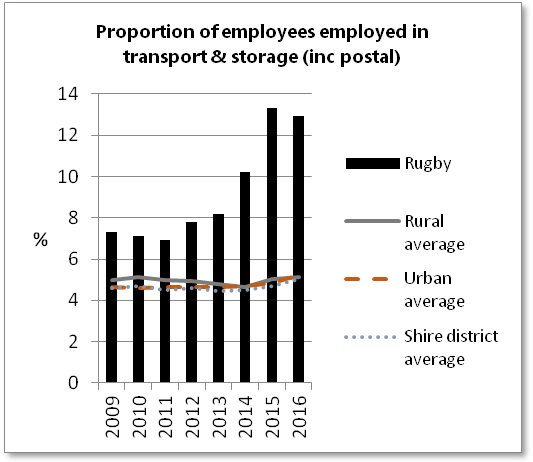 Proportion of employees employed in
transport & storage (inc postal)
14
12
10
8
6
4
2
0
%
2009
2010
2011
2012
2013
2014
2015
2016
Rugby
Rural
average
Urban
average
Shire district
average